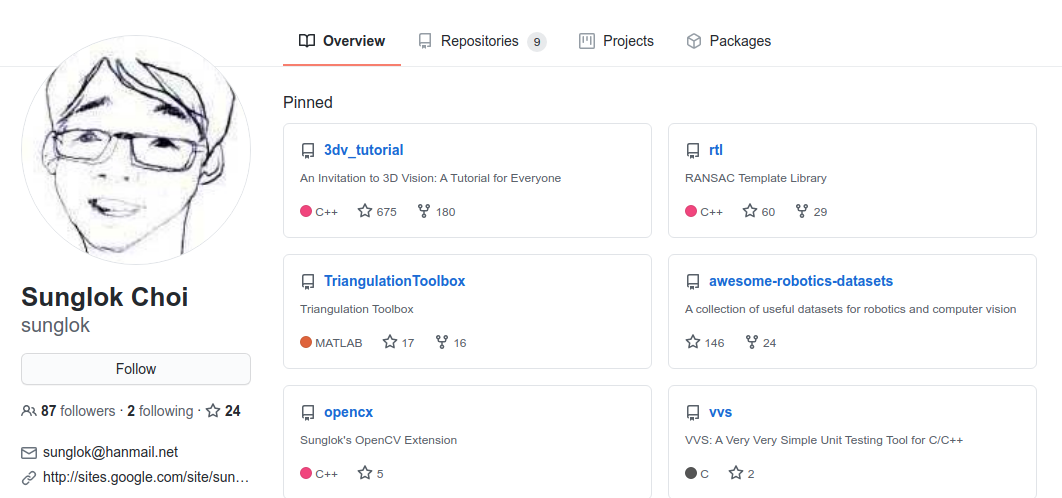 Overview Repositories 9 Projects Packages
Sunglok Choi
sunglok
Follow
87 followers · 2 following · 24
sunglok@hanmail.net
http://sites.google.com/site/sun…
Pinned
3dv_tutorial
An Invitation to 3D Vision: A Tutorial for Everyone
C++ 675 180
rtl
RANSAC Template Library
C++ 60 29
TriangulationToolbox
Triangulation Toolbox
MATLAB 17 16
awesome-robotics-datasets
A collection of useful datasets for robotics and computer vision
146 24
opencx
Sunglok's OpenCV Extension
C++ 5
vvs
VVS: A Very Very Simple Unit Testing Tool for C/C++
C 2